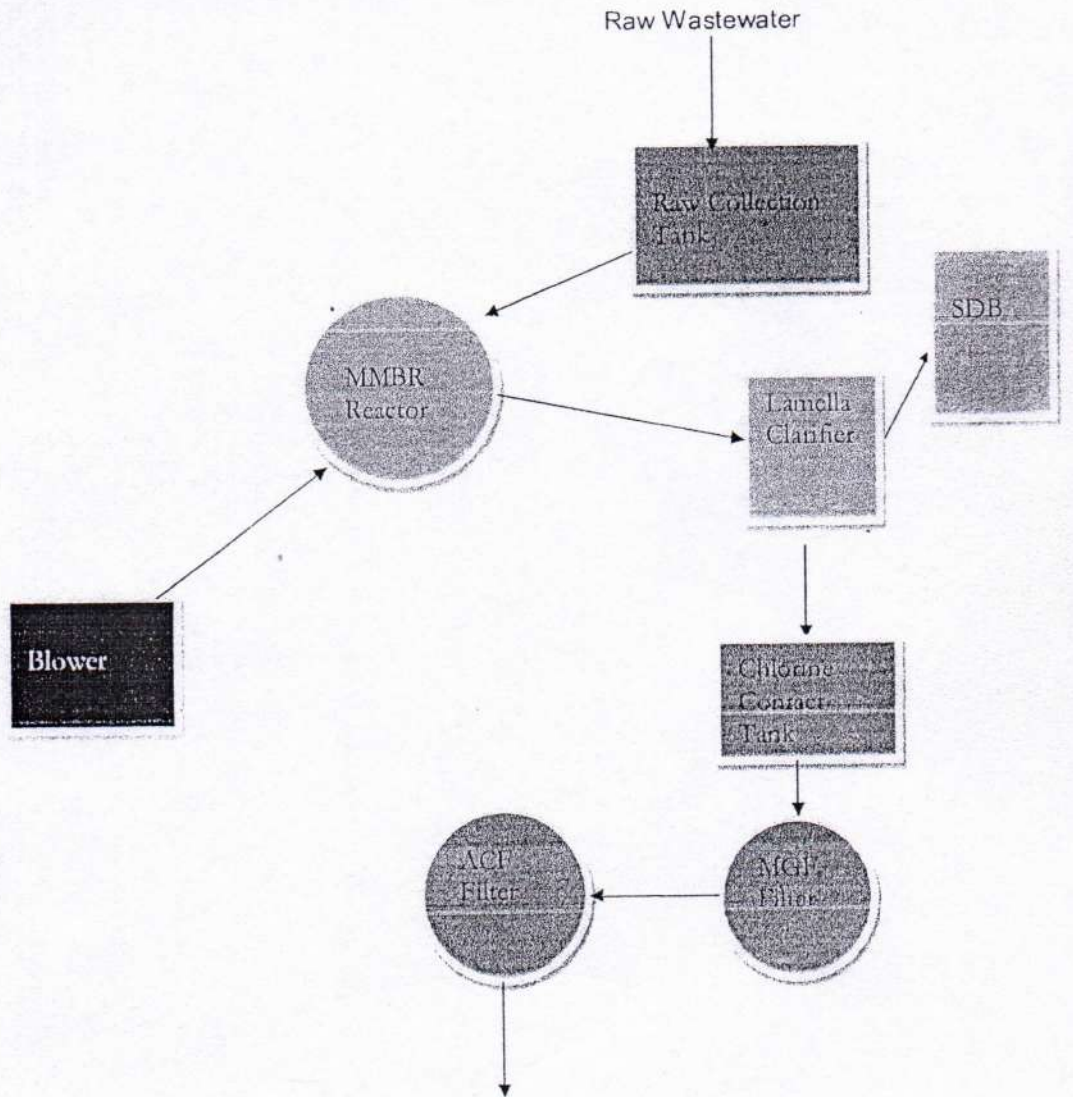 Raw Wastewater
Raw Collection
Tank
SDB
MMBR
Reactor
Lamella
Clarifier
Blower
Chlorine
Contact
Tank
ACF
Filter
MGF
Filter